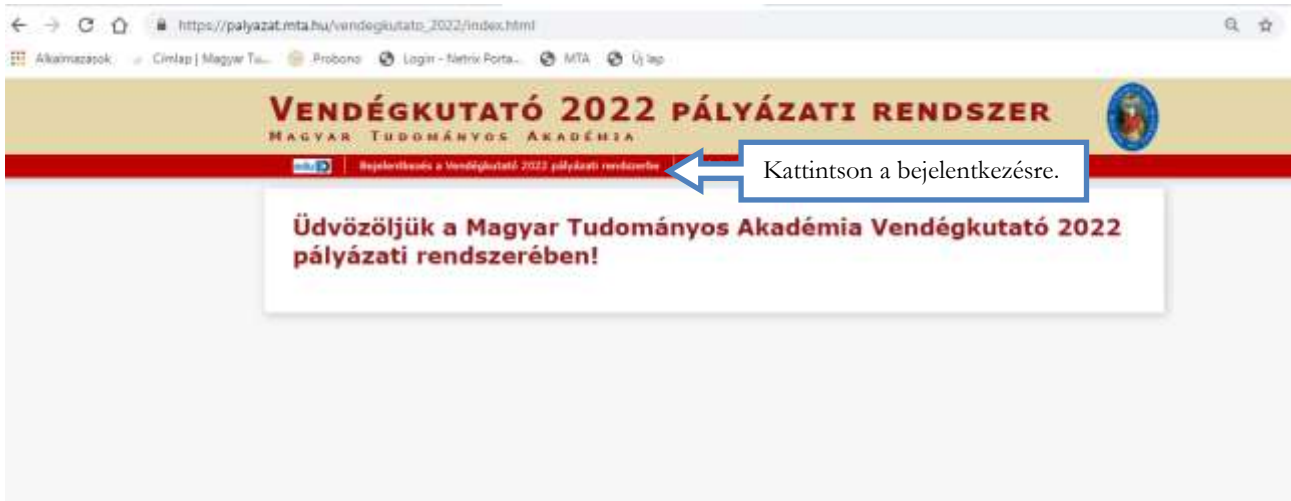 https://palyazat.mta.hu/vendegkutato_2022/index.html
Alkalmazások Címlap | Magyar Tu... Probono Login - Netrix Porta... MTA Új lap
VENDÉGKUTATÓ 2022 PÁLYÁZATI RENDSZER
MAGYAR TUDOMÁNYOS AKADÉMIA
eduID Bejelentkezés a Vendégkutató 2022 pályázati rendszerbe
Kattintson a bejelentkezésre.
Üdvözöljük a Magyar Tudományos Akadémia Vendégkutató 2022
pályázati rendszerében!